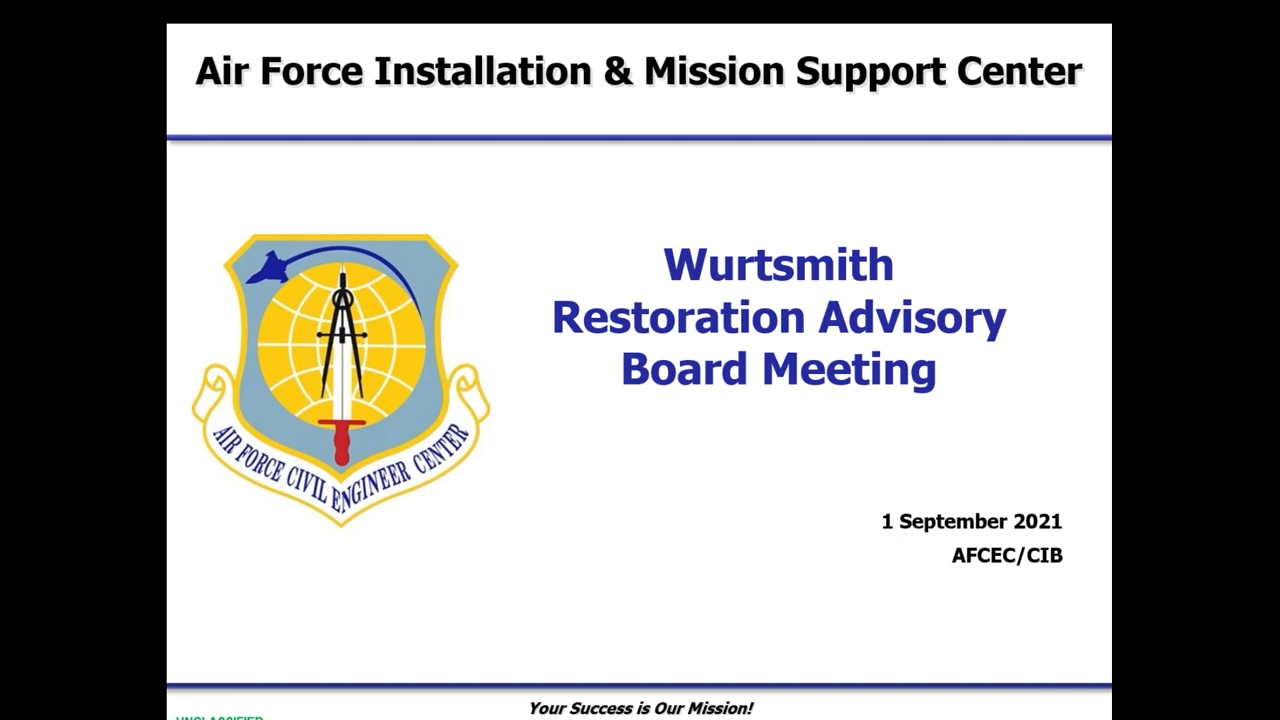 Air Force Installation & Mission Support Center
Wurtsmith
Restoration Advisory
Board Meeting
AIR FORCE CIVIL ENGINEER CENTER
1 September 2021
AFCEC/CIB
Your Success is Our Mission!
UNCLASSIFIED